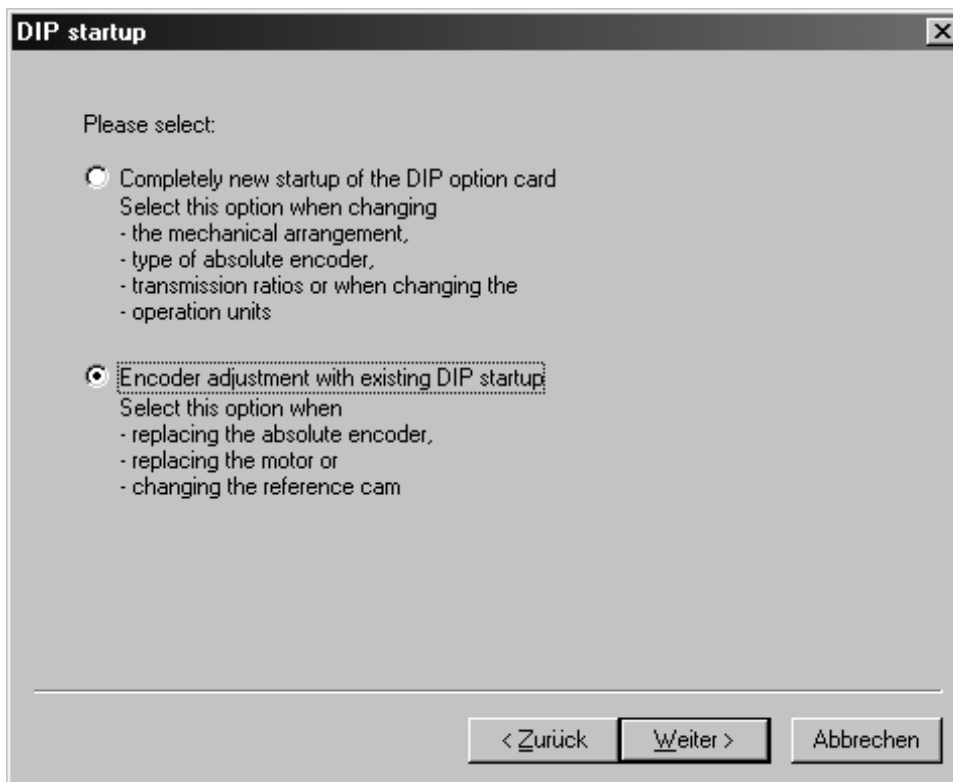 DIP startup
Please select:
Completely new startup of the DIP option card
Select this option when changing
- the mechanical arrangement,
- type of absolute encoder,
- transmission ratios or when changing the
- operation units
Encoder adjustment with existing DIP startup
Select this option when
- replacing the absolute encoder,
- replacing the motor or
- changing the reference cam
< Zurück
Weiter >
Abbrechen